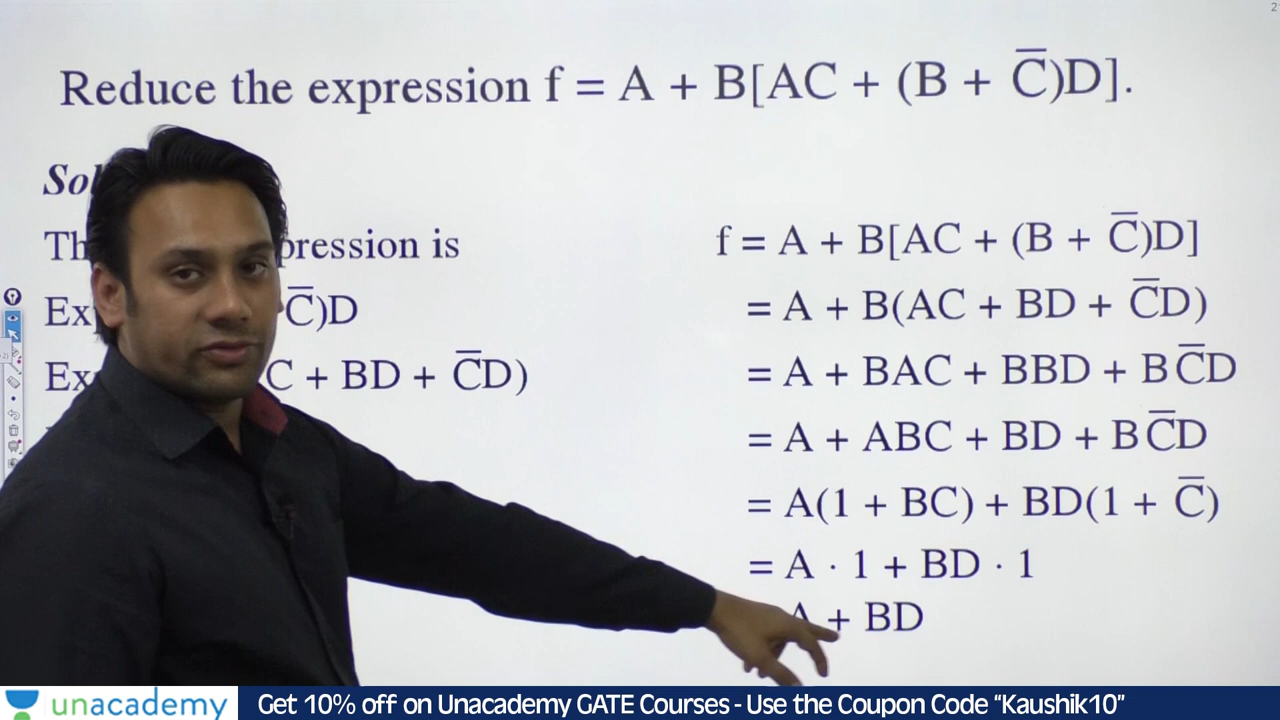 2
Reduce the expression f = A + B[AC + (B + C̅)D].
Sol
Th pression is
Ex C̅)D
Ex C + BD + C̅D)
f = A + B[AC + (B + C̅)D]
= A + B(AC + BD + C̅D)
= A + BAC + BBD + BC̅D
= A + ABC + BD + BC̅D
= A(1 + BC) + BD(1 + C̅)
= A · 1 + BD · 1
A + BD
unacademy
Get 10% off on Unacademy GATE Courses - Use the Coupon Code “Kaushik10”